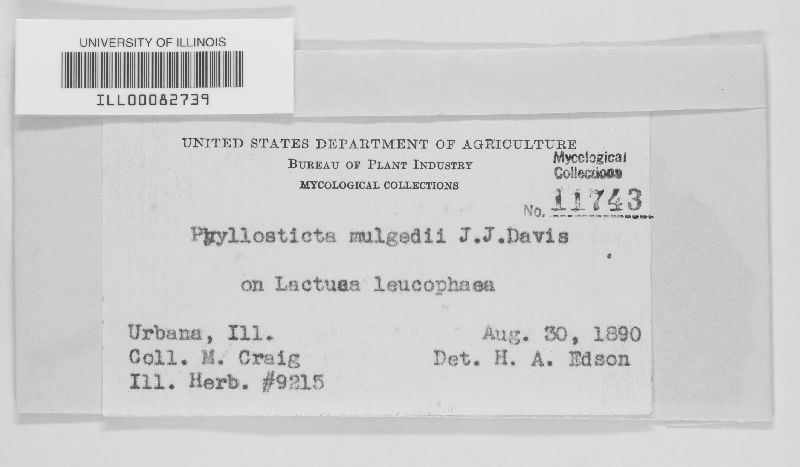 UNIVERSITY OF ILLINOIS
ILL00082739
UNITED STATES DEPARTMENT OF AGRICULTURE
BUREAU OF PLANT INDUSTRY
MYCOLOGICAL COLLECTIONS
Mycological
Collections
No. 11743
Phyllosticta mulgedii J.J.Davis
on Lactuca leucophaea
Urbana, Ill. Aug. 30, 1890
Coll. M. Craig Det. H. A. Edson
Ill. Herb. #9215